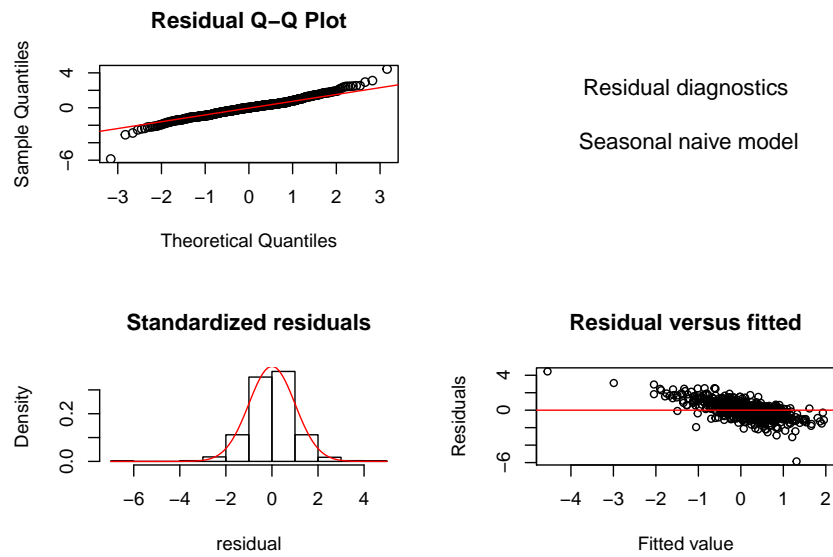 Residual Q−Q Plot
Sample Quantiles
4
0
−6
−3 −2 −1 0 1 2 3
Theoretical Quantiles
Residual diagnostics
Seasonal naive model
Standardized residuals
Density
0.2
0.0
−6 −4 −2 0 2 4
residual
Residual versus fitted
Residuals
4
0
−6
−4 −3 −2 −1 0 1 2
Fitted value